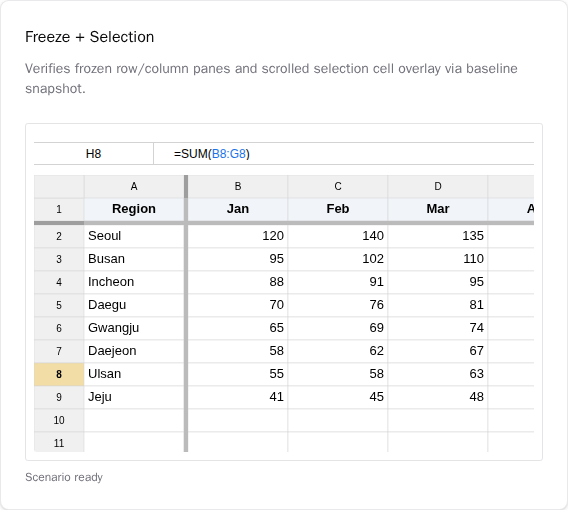 Freeze + Selection
Verifies frozen row/column panes and scrolled selection cell overlay via baseline
snapshot.
H8 =SUM(B8:G8)
A B C D
1 Region Jan Feb Mar A
2 Seoul 120 140 135
3 Busan 95 102 110
4 Incheon 88 91 95
5 Daegu 70 76 81
6 Gwangju 65 69 74
7 Daejeon 58 62 67
8 Ulsan 55 58 63
9 Jeju 41 45 48
10
11
Scenario ready